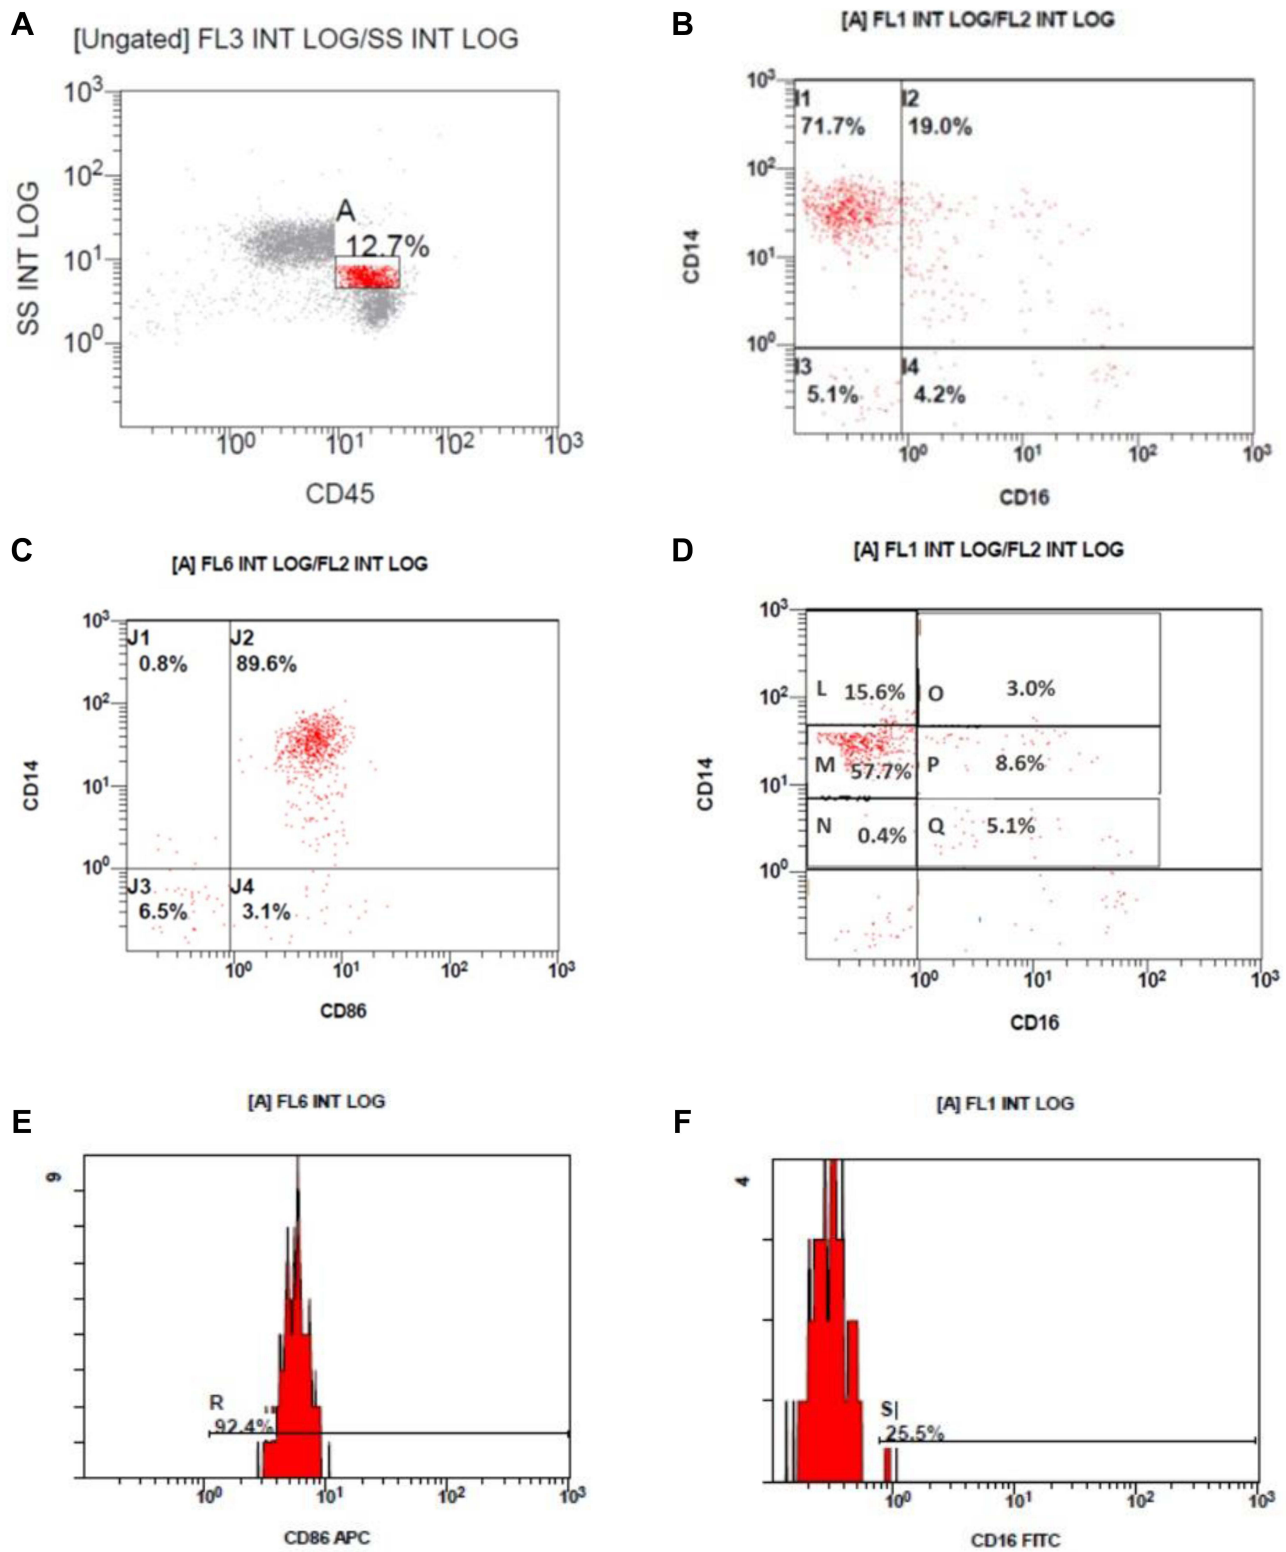 A
[Ungated] FL3 INT LOG/SS INT LOG
10³
10²
10¹
10⁰
SS INT LOG
A
12.7%
10⁰ 10¹ 10² 10³
CD45
B
[A] FL1 INT LOG/FL2 INT LOG
10³
10²
10¹
10⁰
CD14
I1
71.7%
I2
19.0%
I3
5.1%
I4
4.2%
10⁰ 10¹ 10² 10³
CD16
C
[A] FL6 INT LOG/FL2 INT LOG
10³
10²
10¹
10⁰
CD14
J1
0.8%
J2
89.6%
J3
6.5%
J4
3.1%
10⁰ 10¹ 10² 10³
CD86
D
[A] FL1 INT LOG/FL2 INT LOG
10³
10²
10¹
10⁰
CD14
L 15.6%
O 3.0%
M 57.7%
P 8.6%
N 0.4%
Q 5.1%
10⁰ 10¹ 10² 10³
CD16
E
[A] FL6 INT LOG
9
R
92.4%
10⁰ 10¹ 10² 10³
CD86 APC
F
[A] FL1 INT LOG
4
S
25.5%
10⁰ 10¹ 10² 10³
CD16 FITC